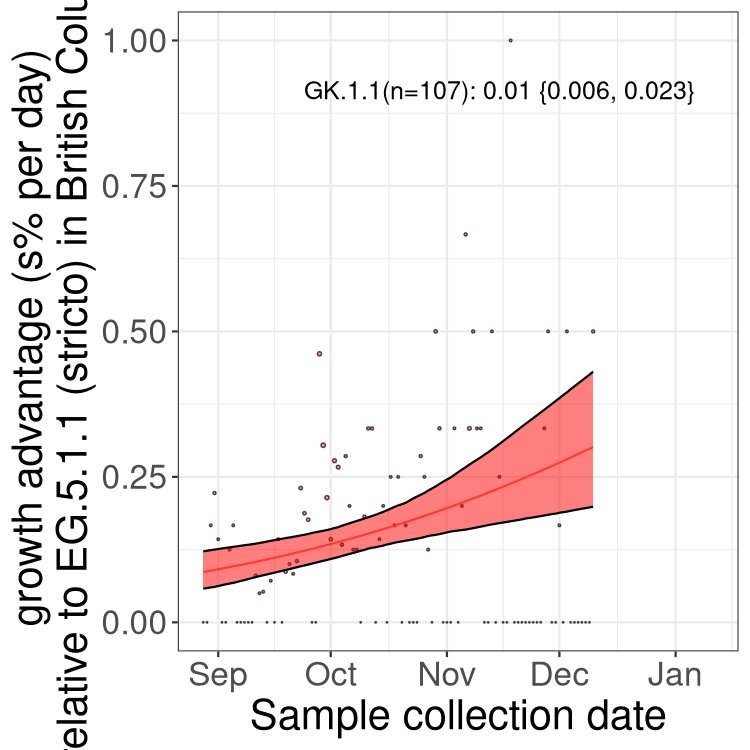 growth advantage (s% per day)
relative to EG.5.1.1 (stricto) in British
1.00
0.75
0.50
0.25
0.00
GK.1.1(n=107): 0.01 {0.006, 0.023}
Sep Oct Nov Dec Jan
Sample collection date